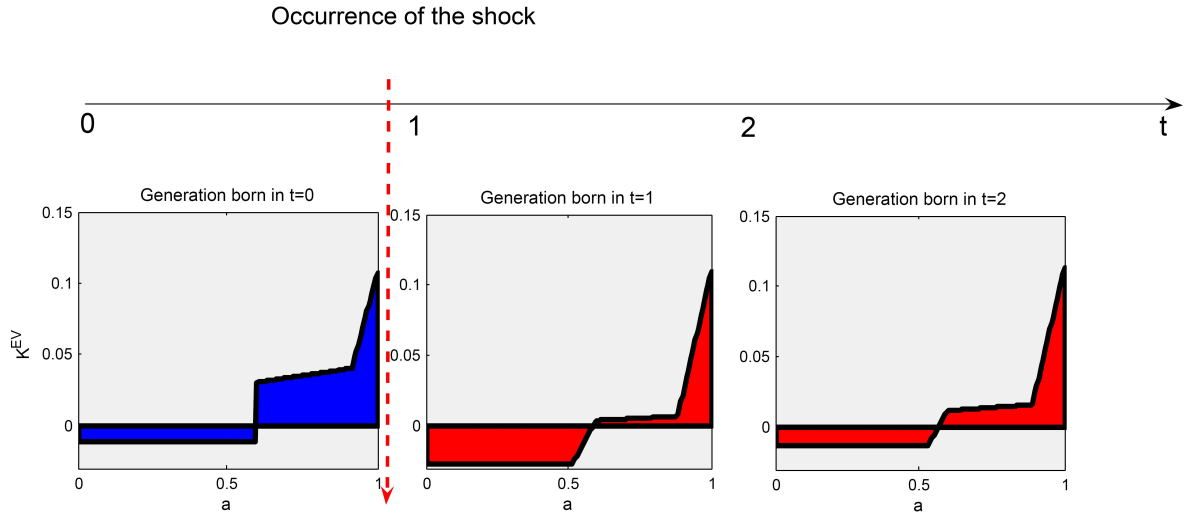 Occurrence of the shock
0
1
2
t
Generation born in t=0
0.15
0.1
0.05
0
K^EV
0
0.5
1
a
Generation born in t=1
0.15
0.1
0.05
0
0
0.5
1
a
Generation born in t=2
0.15
0.1
0.05
0
0
0.5
1
a